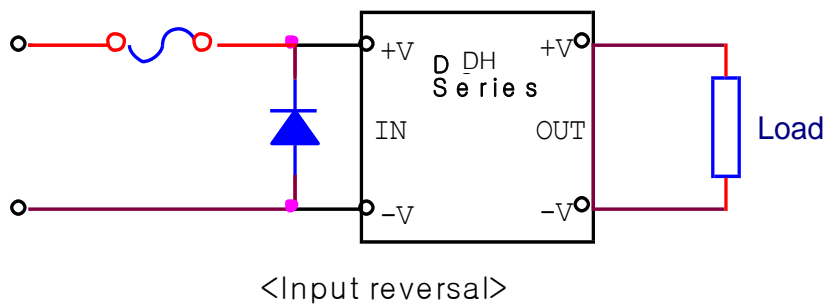 +V
D DH
Series
+V
IN
OUT
Load
-V
-V
<Input reversal>